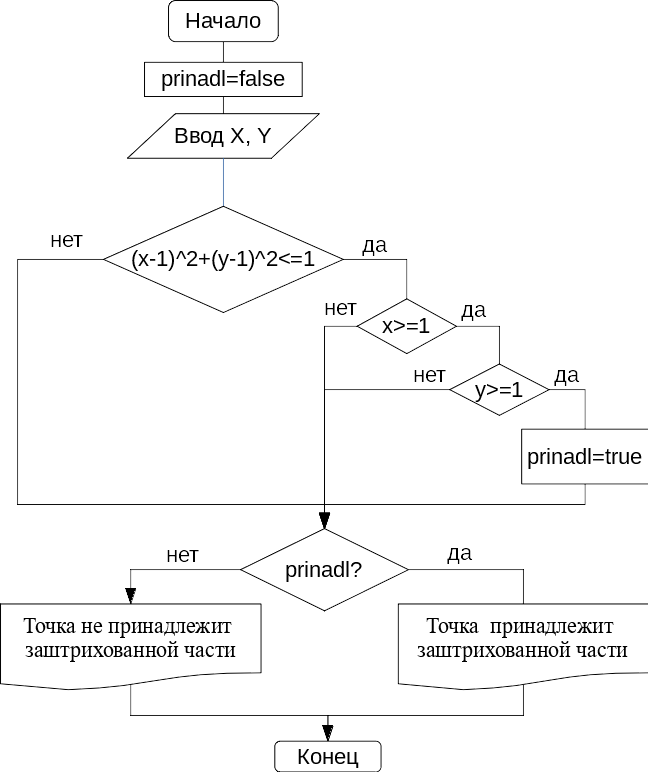 Начало
prinadl=false
Ввод X, Y
нет
(x-1)^2+(y-1)^2<=1
да
нет
x>=1
да
нет
y>=1
да
prinadl=true
нет
prinadl?
да
Точка не принадлежит
заштрихованной части
Точка принадлежит
заштрихованной части
Конец